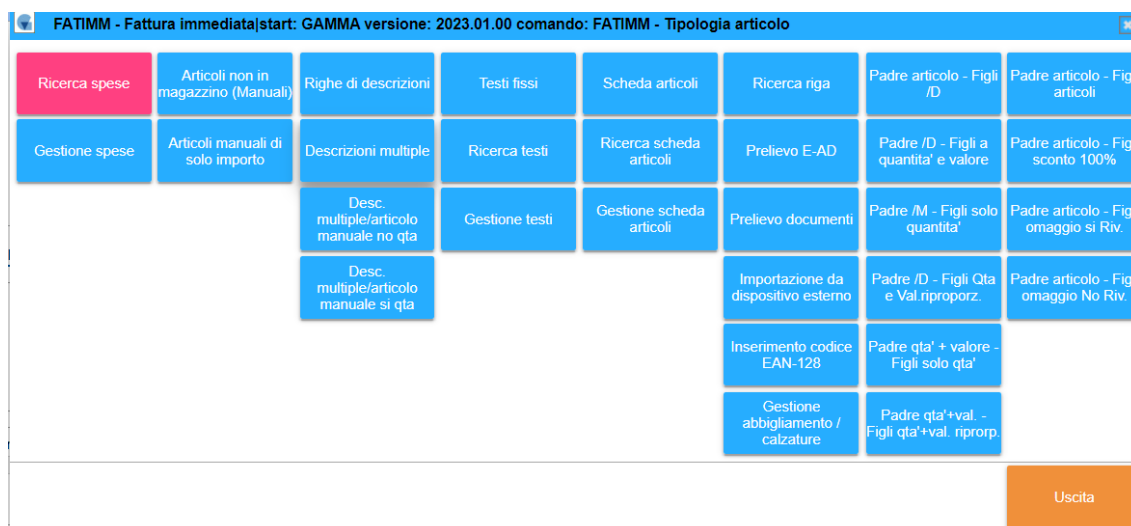 FATIMM - Fattura immediata|start: GAMMA versione: 2023.01.00 comando: FATIMM - Tipologia articolo
Ricerca spese
Articoli non in
magazzino (Manuali)
Righe di descrizioni
Testi fissi
Scheda articoli
Ricerca riga
Padre articolo - Figli
/D
Padre articolo - Fig
articoli
Gestione spese
Articoli manuali di
solo importo
Descrizioni multiple
Ricerca testi
Ricerca scheda
articoli
Prelievo E-AD
Padre /D - Figli a
quantita' e valore
Padre articolo - Fig
sconto 100%
Desc.
multiple/articolo
manuale no qta
Gestione testi
Gestione scheda
articoli
Prelievo documenti
Padre /M - Figli solo
quantita'
Padre articolo - Fig
omaggio si Riv.
Desc.
multiple/articolo
manuale si qta
Importazione da
dispositivo esterno
Padre /D - Figli Qta
e Val.riproporz.
Padre articolo - Fig
omaggio No Riv.
Inserimento codice
EAN-128
Padre qta' + valore -
Figli solo qta'
Gestione
abbigliamento /
calzature
Padre qta'+val. -
Figli qta'+val. riprorp.
Uscita